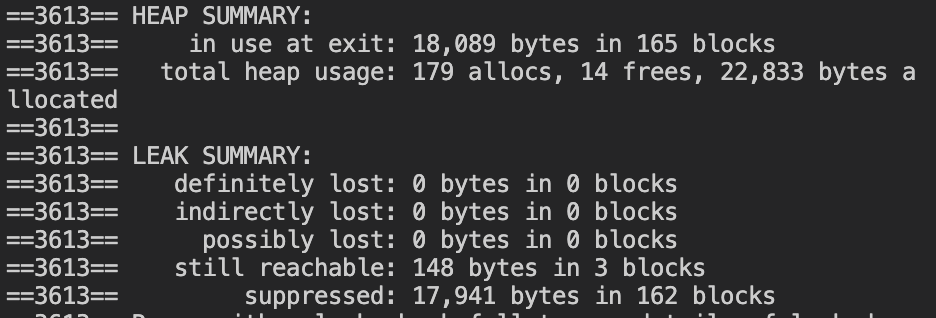 ==3613== HEAP SUMMARY:
==3613==     in use at exit: 18,089 bytes in 165 blocks
==3613==   total heap usage: 179 allocs, 14 frees, 22,833 bytes a
llocated
==3613==
==3613== LEAK SUMMARY:
==3613==    definitely lost: 0 bytes in 0 blocks
==3613==    indirectly lost: 0 bytes in 0 blocks
==3613==      possibly lost: 0 bytes in 0 blocks
==3613==    still reachable: 148 bytes in 3 blocks
==3613==         suppressed: 17,941 bytes in 162 blocks